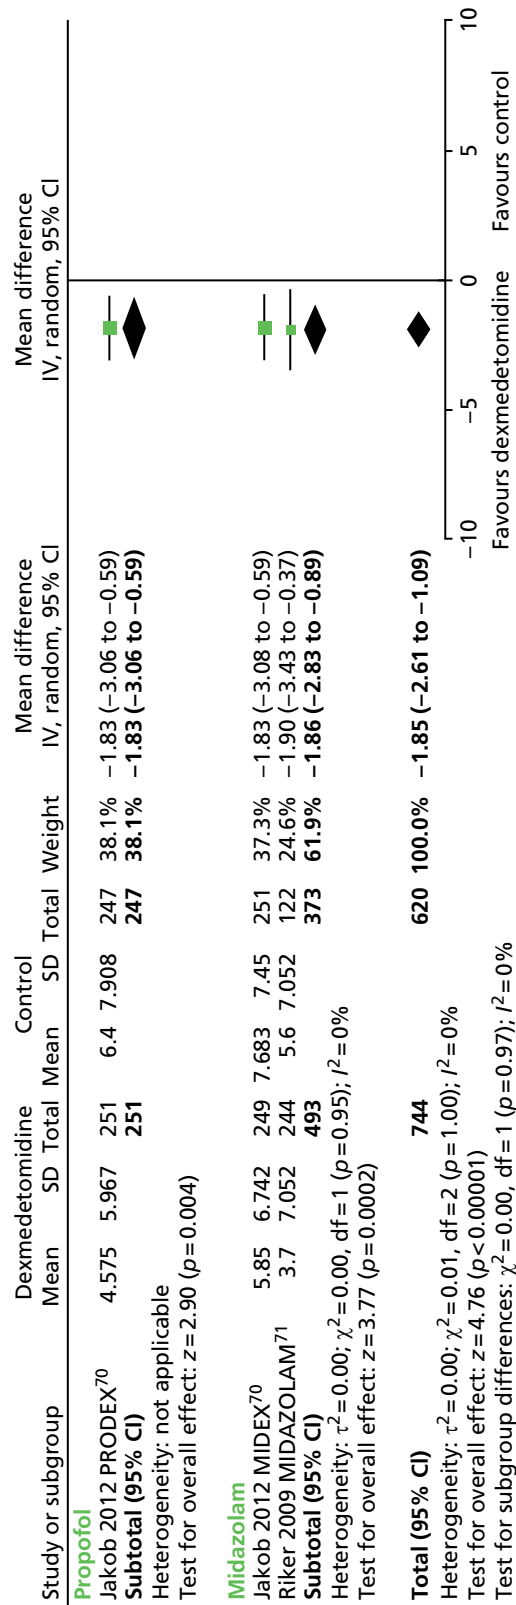 Dexmedetomidine Control Mean difference Mean difference
Study or subgroup Mean SD Total Mean SD Total Weight IV, random, 95% CI IV, random, 95% CI
Propofol
Jakob 2012 PRODEX70 4.575 5.967 251 6.4 7.908 247 38.1% −1.83 (−3.06 to −0.59)
Subtotal (95% CI) 251 247 38.1% −1.83 (−3.06 to −0.59)
Heterogeneity: not applicable
Test for overall effect: z=2.90 (p=0.004)
Midazolam
Jakob 2012 MIDEX70 5.85 6.742 249 7.683 7.45 251 37.3% −1.83 (−3.08 to −0.59)
Riker 2009 MIDAZOLAM71 3.7 7.052 244 5.6 7.052 122 24.6% −1.90 (−3.43 to −0.37)
Subtotal (95% CI) 493 373 61.9% −1.86 (−2.83 to −0.89)
Heterogeneity: τ2=0.00; χ2=0.00, df=1 (p=0.95); I2=0%
Test for overall effect: z=3.77 (p=0.0002)
Total (95% CI) 744 620 100.0% −1.85 (−2.61 to −1.09)
Heterogeneity: τ2=0.00; χ2=0.01, df=2 (p=1.00); I2=0%
Test for overall effect: z=4.76 (p<0.00001)
Test for subgroup differences: χ2=0.00, df=1 (p=0.97); I2=0%
−10 −5 0 5 10
Favours dexmedetomidine Favours control